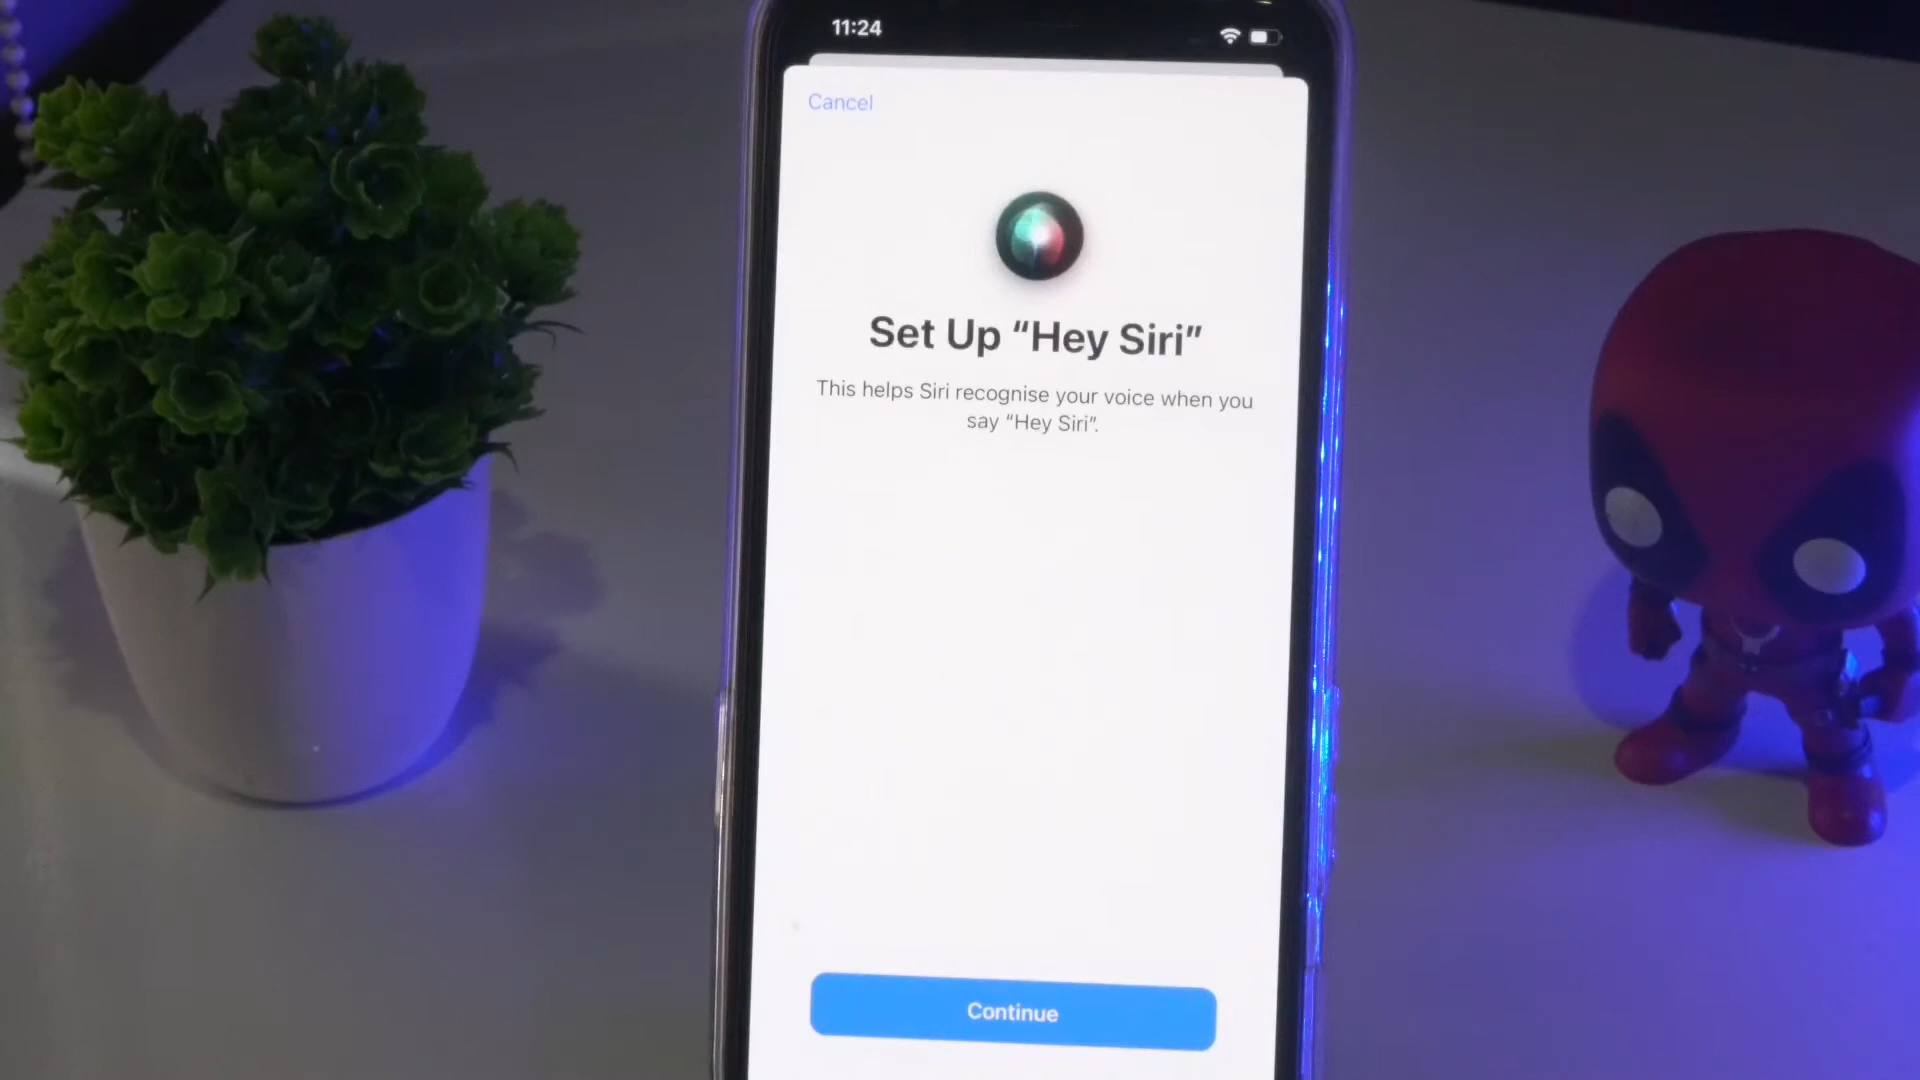 11:24
Cancel
Set Up “Hey Siri”
This helps Siri recognise your voice when you
say “Hey Siri”.
Continue